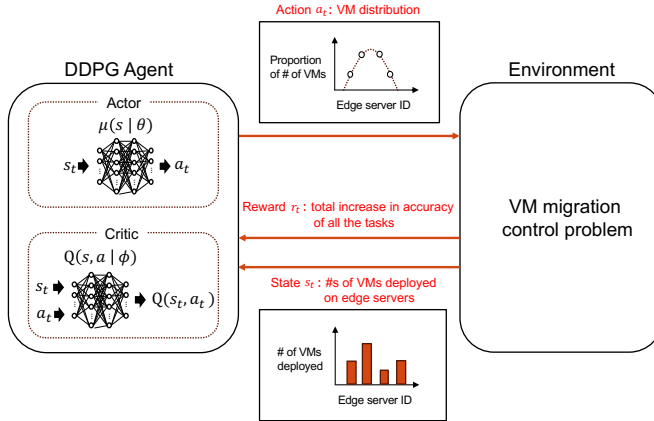 Action a_t: VM distribution
Proportion
of # of VMs
Edge server ID
DDPG Agent
Environment
Actor
μ(s | θ)
s_t
a_t
Reward r_t : total increase in accuracy
of all the tasks
VM migration
control problem
Critic
Q(s, a | ϕ)
s_t
a_t
Q(s_t, a_t)
State s_t : #s of VMs deployed
on edge servers
# of VMs
deployed
Edge server ID